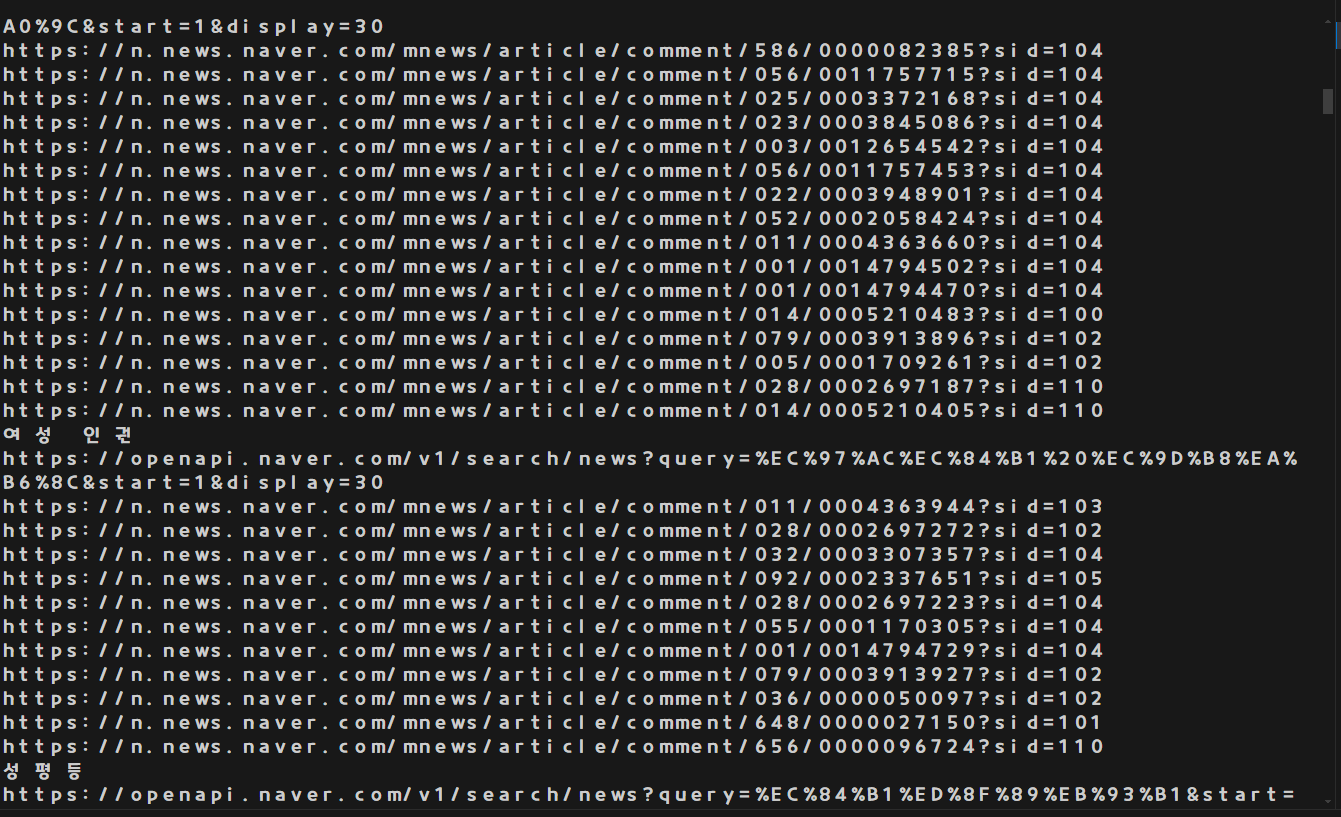 A0%9C&start=1&display=30
https://n.news.naver.com/mnews/article/comment/586/0000082385?sid=104
https://n.news.naver.com/mnews/article/comment/056/0011757715?sid=104
https://n.news.naver.com/mnews/article/comment/025/0003372168?sid=104
https://n.news.naver.com/mnews/article/comment/023/0003845086?sid=104
https://n.news.naver.com/mnews/article/comment/003/0012654542?sid=104
https://n.news.naver.com/mnews/article/comment/056/0011757453?sid=104
https://n.news.naver.com/mnews/article/comment/022/0003948901?sid=104
https://n.news.naver.com/mnews/article/comment/052/0002058424?sid=104
https://n.news.naver.com/mnews/article/comment/011/0004363660?sid=104
https://n.news.naver.com/mnews/article/comment/001/0014794502?sid=104
https://n.news.naver.com/mnews/article/comment/001/0014794470?sid=104
https://n.news.naver.com/mnews/article/comment/014/0005210483?sid=100
https://n.news.naver.com/mnews/article/comment/079/0003913896?sid=102
https://n.news.naver.com/mnews/article/comment/005/0001709261?sid=102
https://n.news.naver.com/mnews/article/comment/028/0002697187?sid=110
https://n.news.naver.com/mnews/article/comment/014/0005210405?sid=110
여성 인권
https://openapi.naver.com/v1/search/news?query=%EC%97%AC%EC%84%B1%20%EC%9D%B8%EA%
B6%8C&start=1&display=30
https://n.news.naver.com/mnews/article/comment/011/0004363944?sid=103
https://n.news.naver.com/mnews/article/comment/028/0002697272?sid=102
https://n.news.naver.com/mnews/article/comment/032/0003307357?sid=104
https://n.news.naver.com/mnews/article/comment/092/0002337651?sid=105
https://n.news.naver.com/mnews/article/comment/028/0002697223?sid=104
https://n.news.naver.com/mnews/article/comment/055/0001170305?sid=104
https://n.news.naver.com/mnews/article/comment/001/0014794729?sid=104
https://n.news.naver.com/mnews/article/comment/079/0003913927?sid=102
https://n.news.naver.com/mnews/article/comment/036/0000050097?sid=102
https://n.news.naver.com/mnews/article/comment/648/0000027150?sid=101
https://n.news.naver.com/mnews/article/comment/656/0000096724?sid=110
성평등
https://openapi.naver.com/v1/search/news?query=%EC%84%B1%ED%8F%89%EB%93%B1&start=